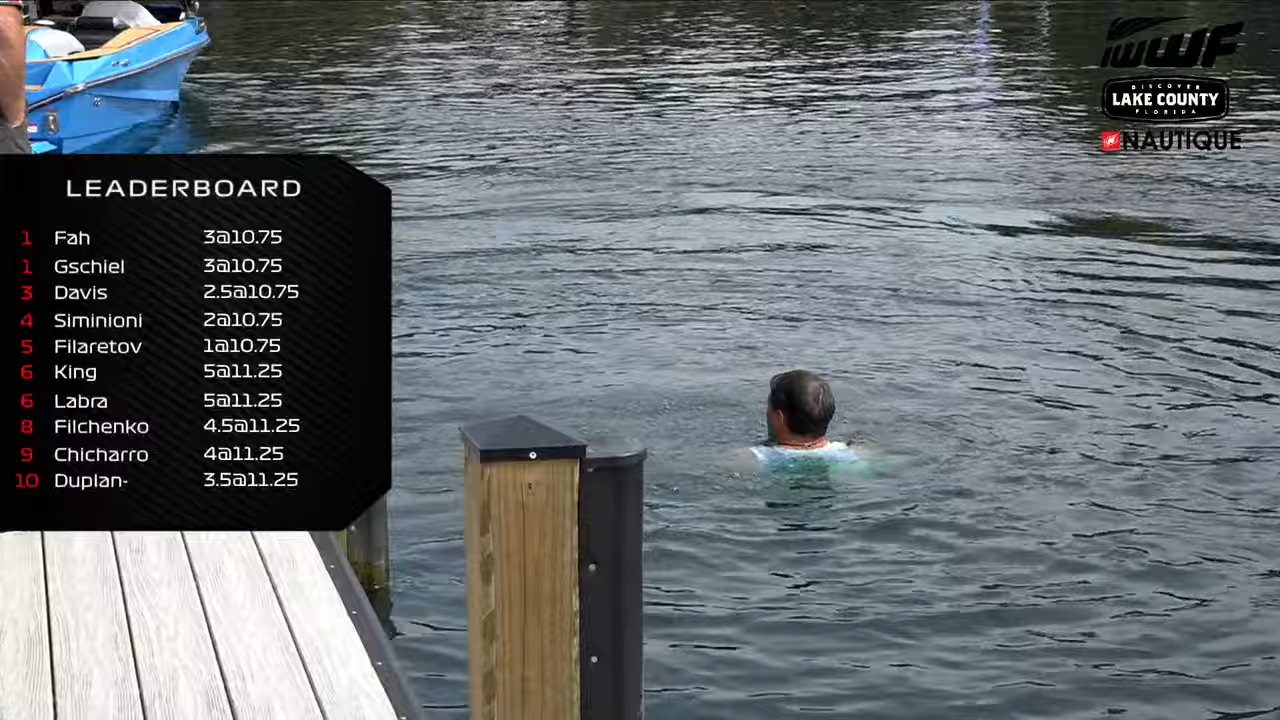 IWWF
DISCOVER
LAKE COUNTY
FLORIDA
NAUTIQUE
LEADERBOARD
1 Fah 3@10.75
1 Gschiel 3@10.75
3 Davis 2.5@10.75
4 Siminioni 2@10.75
5 Filaretov 1@10.75
6 King 5@11.25
6 Labra 5@11.25
8 Filchenko 4.5@11.25
9 Chicharro 4@11.25
10 Duplan- 3.5@11.25